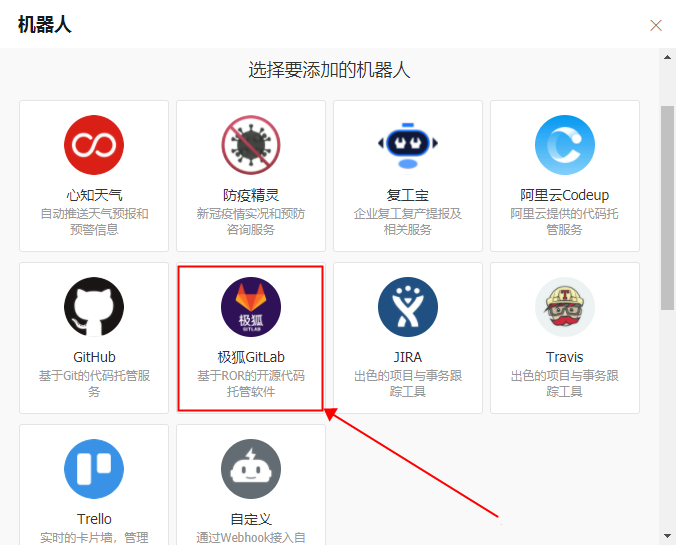 机器人
选择要添加的机器人
心知天气
自动推送天气预报和
预警信息
防疫精灵
新冠疫情实况和预防
咨询服务
复工宝
企业复工复产提报及
相关服务
阿里云Codeup
阿里云提供的代码托
管服务
GitHub
基于Git的代码托管服
务
极狐
GITLAB
极狐GitLab
基于ROR的开源代码
托管软件
JIRA
出色的项目与事务跟
踪工具
T
Travis
出色的项目与事务跟
踪工具
Trello
实时的卡片墙，管理
自定义
通过Webhook接入自